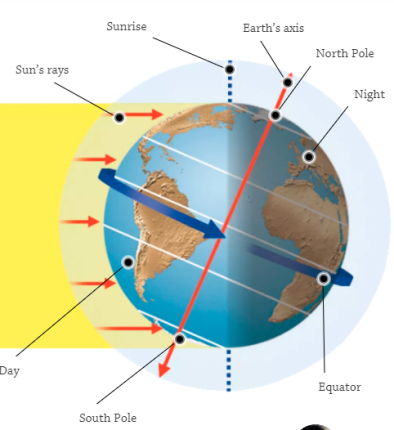 Sunrise
Earth's axis
North Pole
Sun's rays
Night
Day
Equator
South Pole